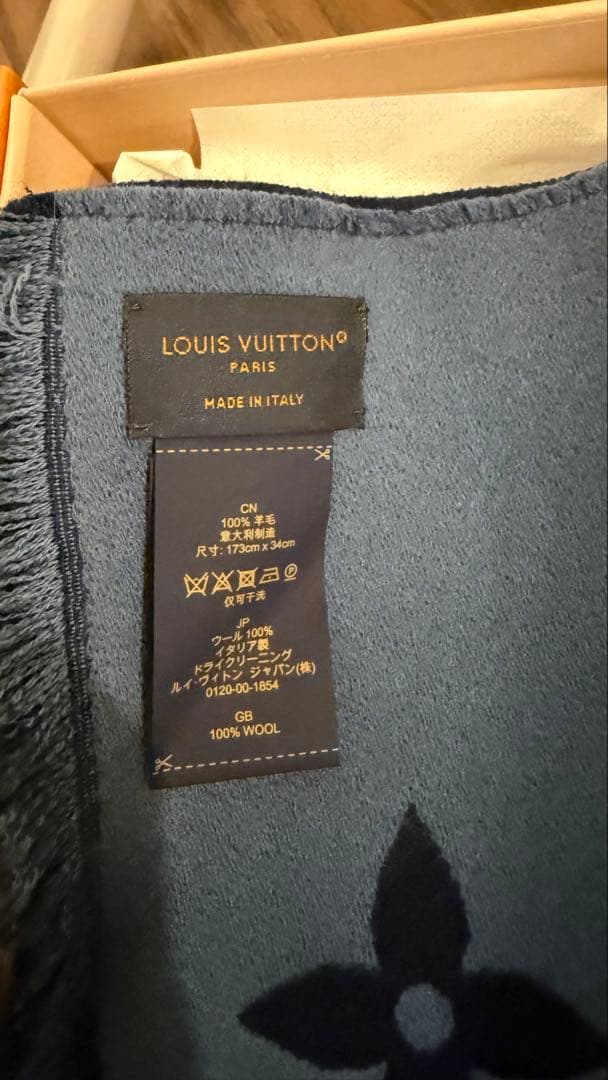 LOUIS VUITTON®
PARIS
MADE IN ITALY
CN
100% 羊毛
意大利制造
尺寸: 173cm x 34cm
P
仅可干洗
JP
ウール 100%
イタリア製
ドライクリーニング
ルイ・ヴィトン ジャパン(株)
0120-00-1854
GB
100% WOOL